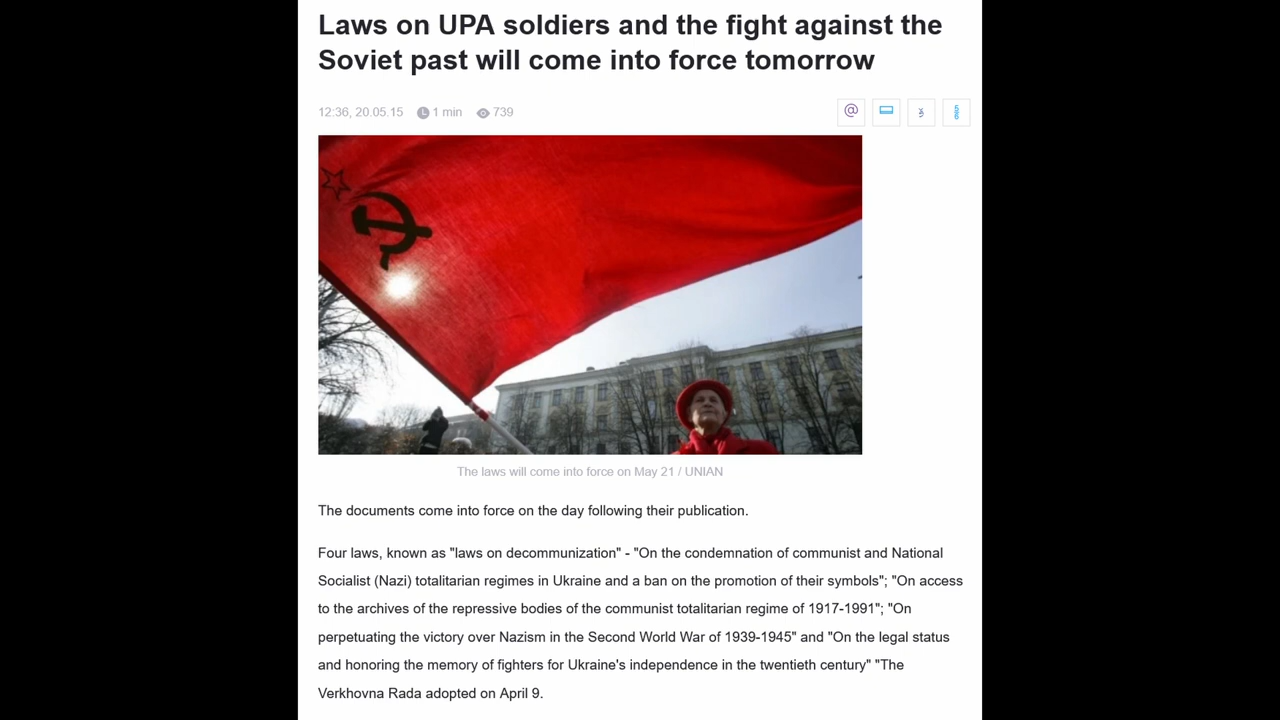 Laws on UPA soldiers and the fight against the
Soviet past will come into force tomorrow
12:36, 20.05.15 1 min 739
The laws will come into force on May 21 / UNIAN
The documents come into force on the day following their publication.
Four laws, known as "laws on decommunization" - "On the condemnation of communist and National
Socialist (Nazi) totalitarian regimes in Ukraine and a ban on the promotion of their symbols"; "On access
to the archives of the repressive bodies of the communist totalitarian regime of 1917-1991"; "On
perpetuating the victory over Nazism in the Second World War of 1939-1945" and "On the legal status
and honoring the memory of fighters for Ukraine's independence in the twentieth century" "The
Verkhovna Rada adopted on April 9.